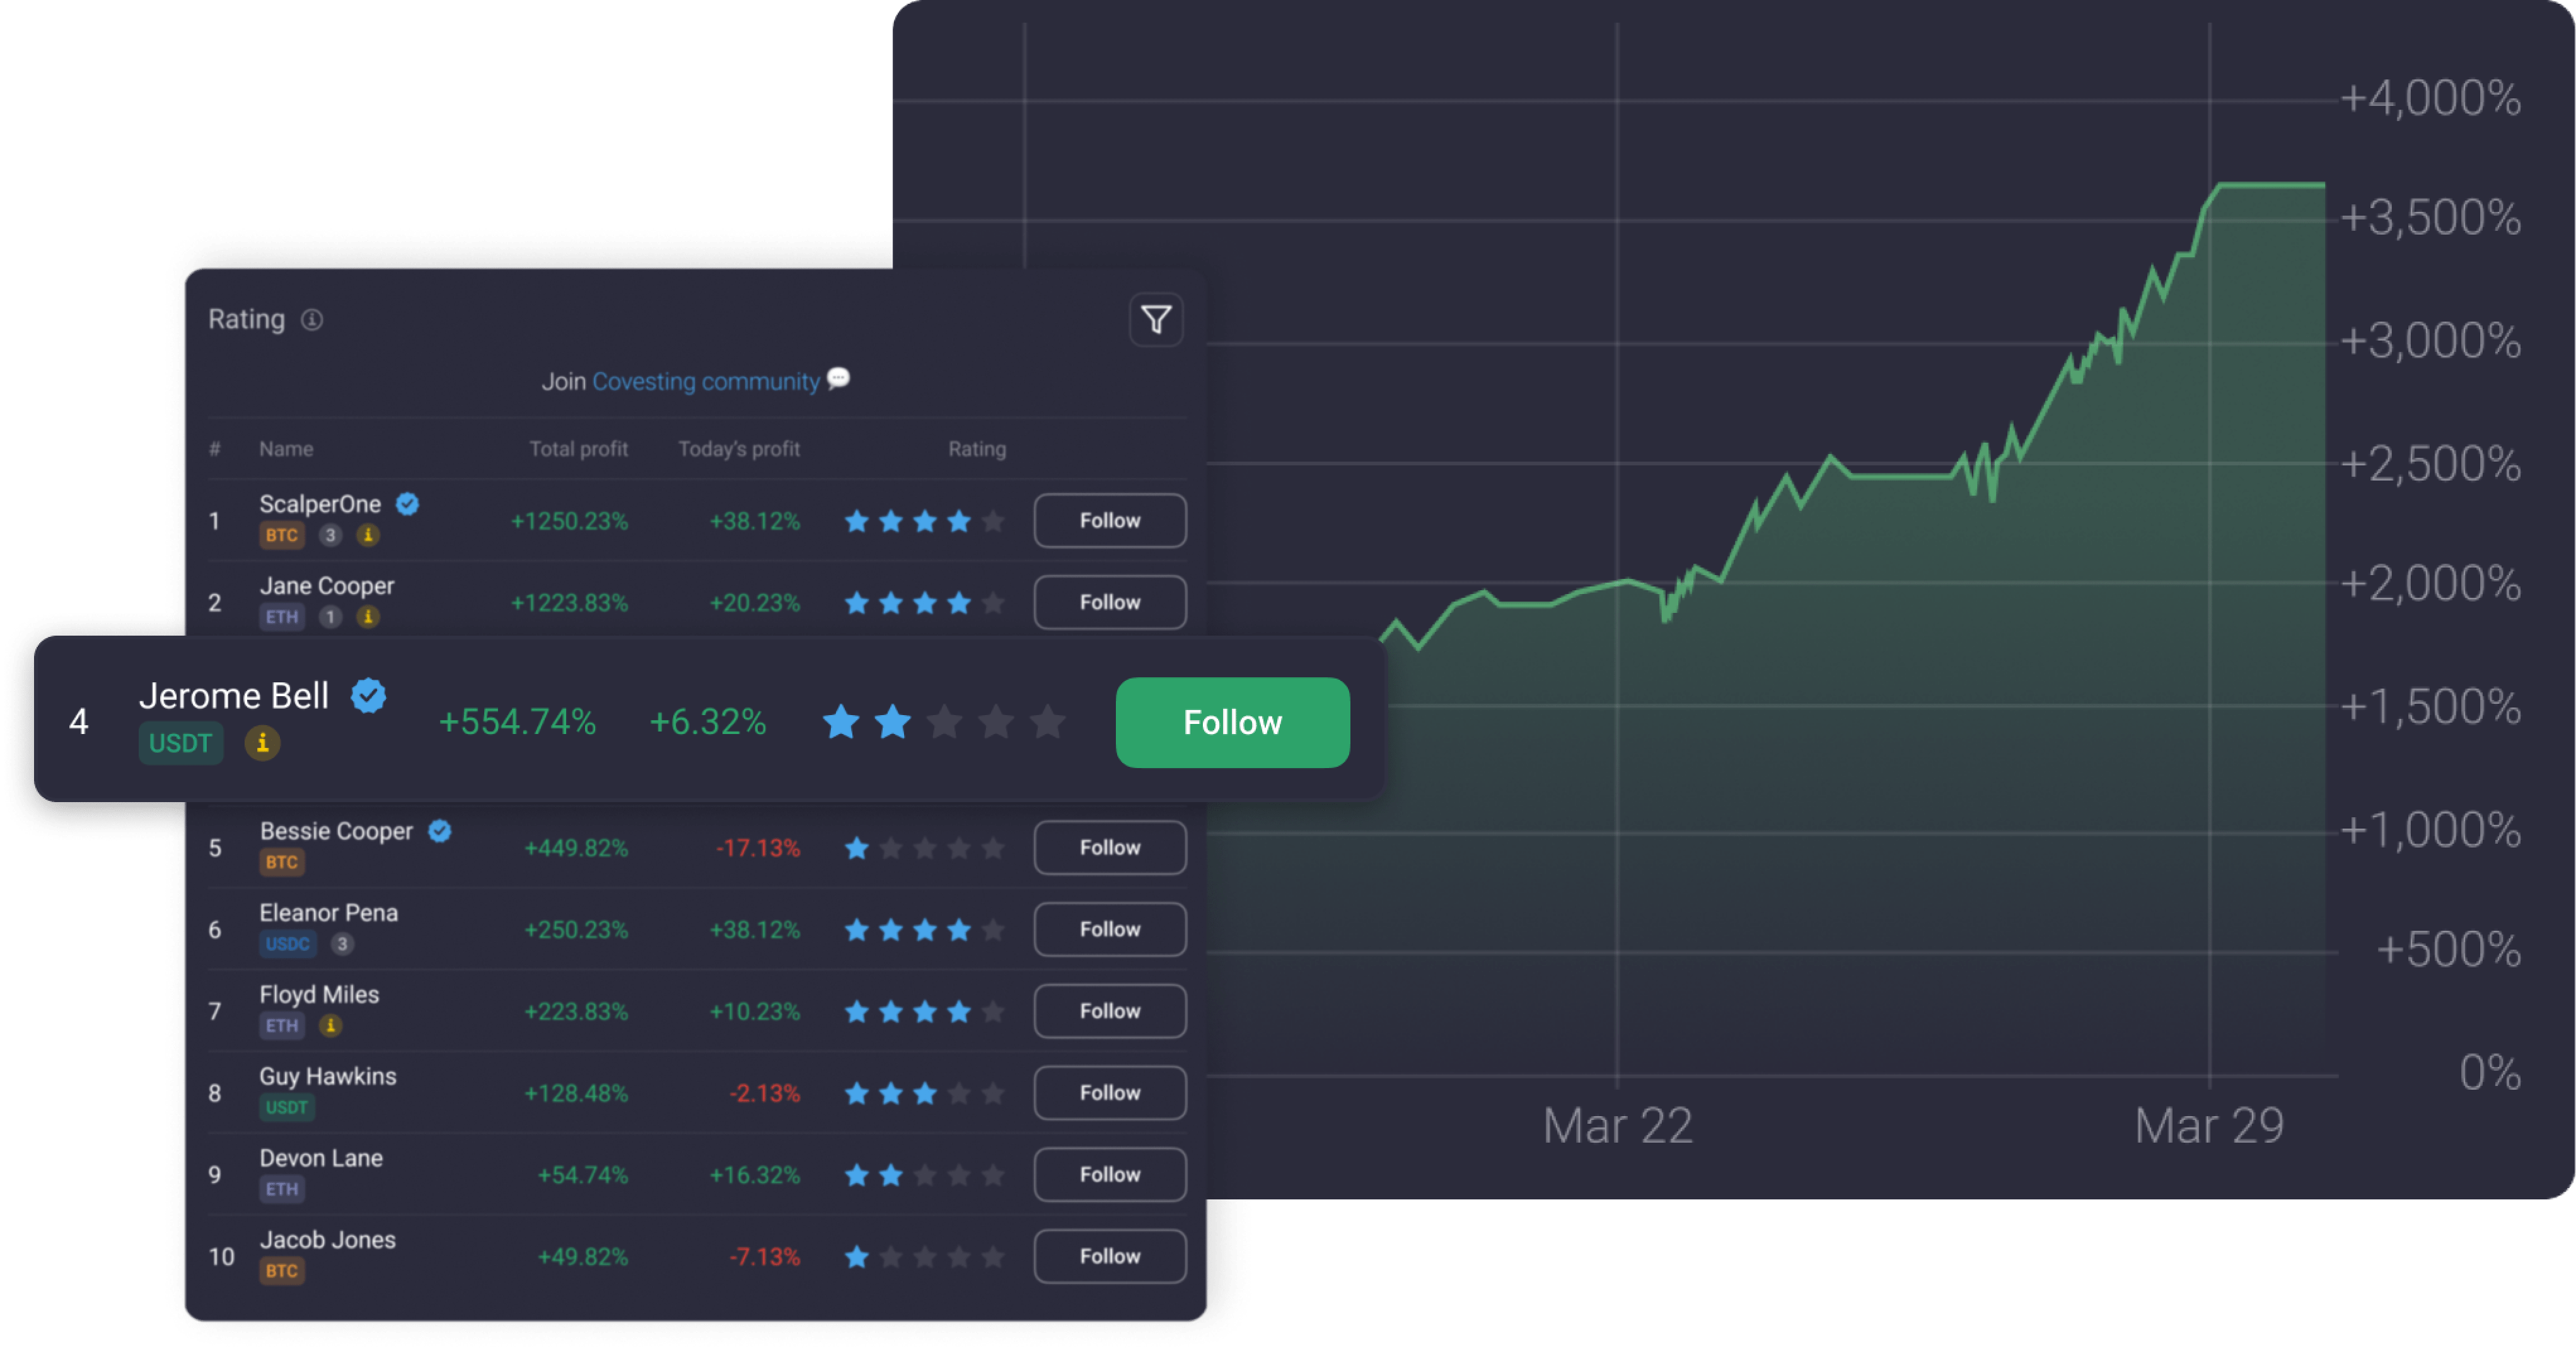 Rating
Join Covesting community
# Name Total profit Today's profit Rating
1 ScalperOne +1250.23% +38.12% Follow
BTC 3 i
2 Jane Cooper +1223.83% +20.23% Follow
ETH 1 i
4 Jerome Bell +554.74% +6.32% Follow
USDT i
5 Bessie Cooper +449.82% -17.13% Follow
BTC
6 Eleanor Pena +250.23% +38.12% Follow
USDC 3
7 Floyd Miles +223.83% +10.23% Follow
ETH i
8 Guy Hawkins +128.48% -2.13% Follow
USDT
9 Devon Lane +54.74% +16.32% Follow
ETH
10 Jacob Jones +49.82% -7.13% Follow
BTC
+4,000%
+3,500%
+3,000%
+2,500%
+2,000%
+1,500%
+1,000%
+500%
0%
Mar 22 Mar 29